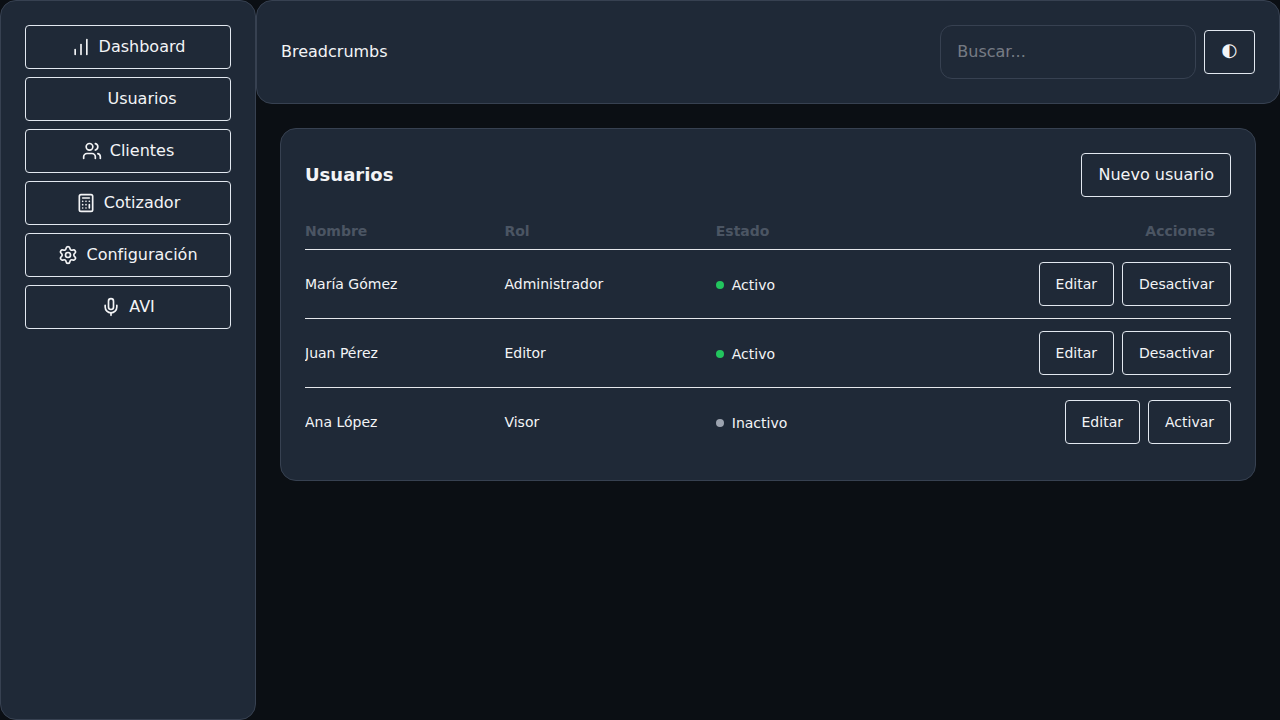 Dashboard
Usuarios
Clientes
Cotizador
Configuración
AVI
Breadcrumbs
Buscar...
Usuarios
Nuevo usuario
Nombre Rol Estado Acciones
María Gómez Administrador Activo Editar Desactivar
Juan Pérez Editor Activo Editar Desactivar
Ana López Visor Inactivo Editar Activar